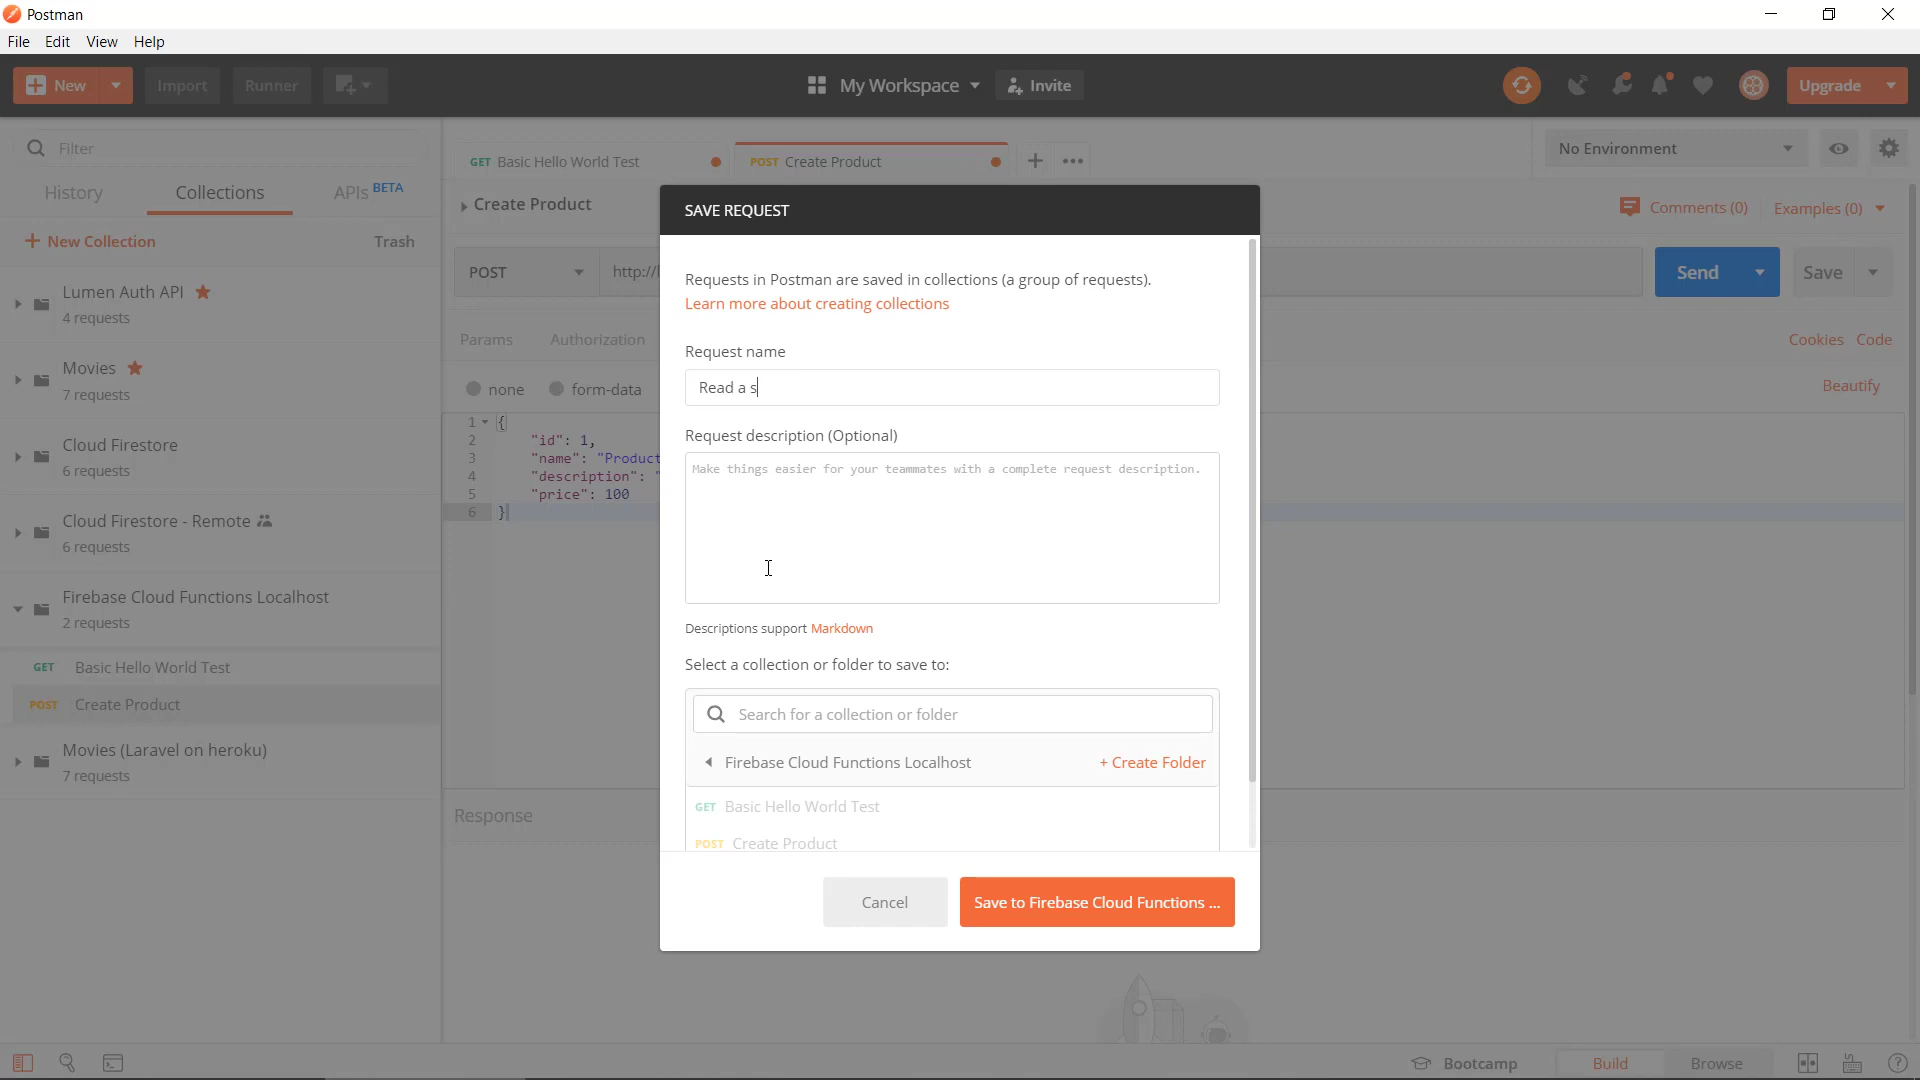 Postman
File Edit View Help
New Import Runner My Workspace Invite Upgrade
Filter
GET Basic Hello World Test POST Create Product No Environment
History Collections APIs BETA
New Collection Trash
Lumen Auth API
4 requests
Movies
7 requests
Cloud Firestore
6 requests
Cloud Firestore - Remote
6 requests
Firebase Cloud Functions Localhost
2 requests
GET Basic Hello World Test
POST Create Product
Movies (Laravel on heroku)
7 requests
Create Product Comments (0) Examples (0)
POST http://l Send Save
Params Authorization Cookies Code
none form-data Beautify
1 {
2 "id": 1,
3 "name": "Product
4 "description": "
5 "price": 100
6 }
Response
SAVE REQUEST
Requests in Postman are saved in collections (a group of requests).
Learn more about creating collections
Request name
Read a s
Request description (Optional)
Make things easier for your teammates with a complete request description.
Descriptions support Markdown
Select a collection or folder to save to:
Search for a collection or folder
Firebase Cloud Functions Localhost + Create Folder
GET Basic Hello World Test
POST Create Product
Cancel Save to Firebase Cloud Functions ...
Bootcamp Build Browse